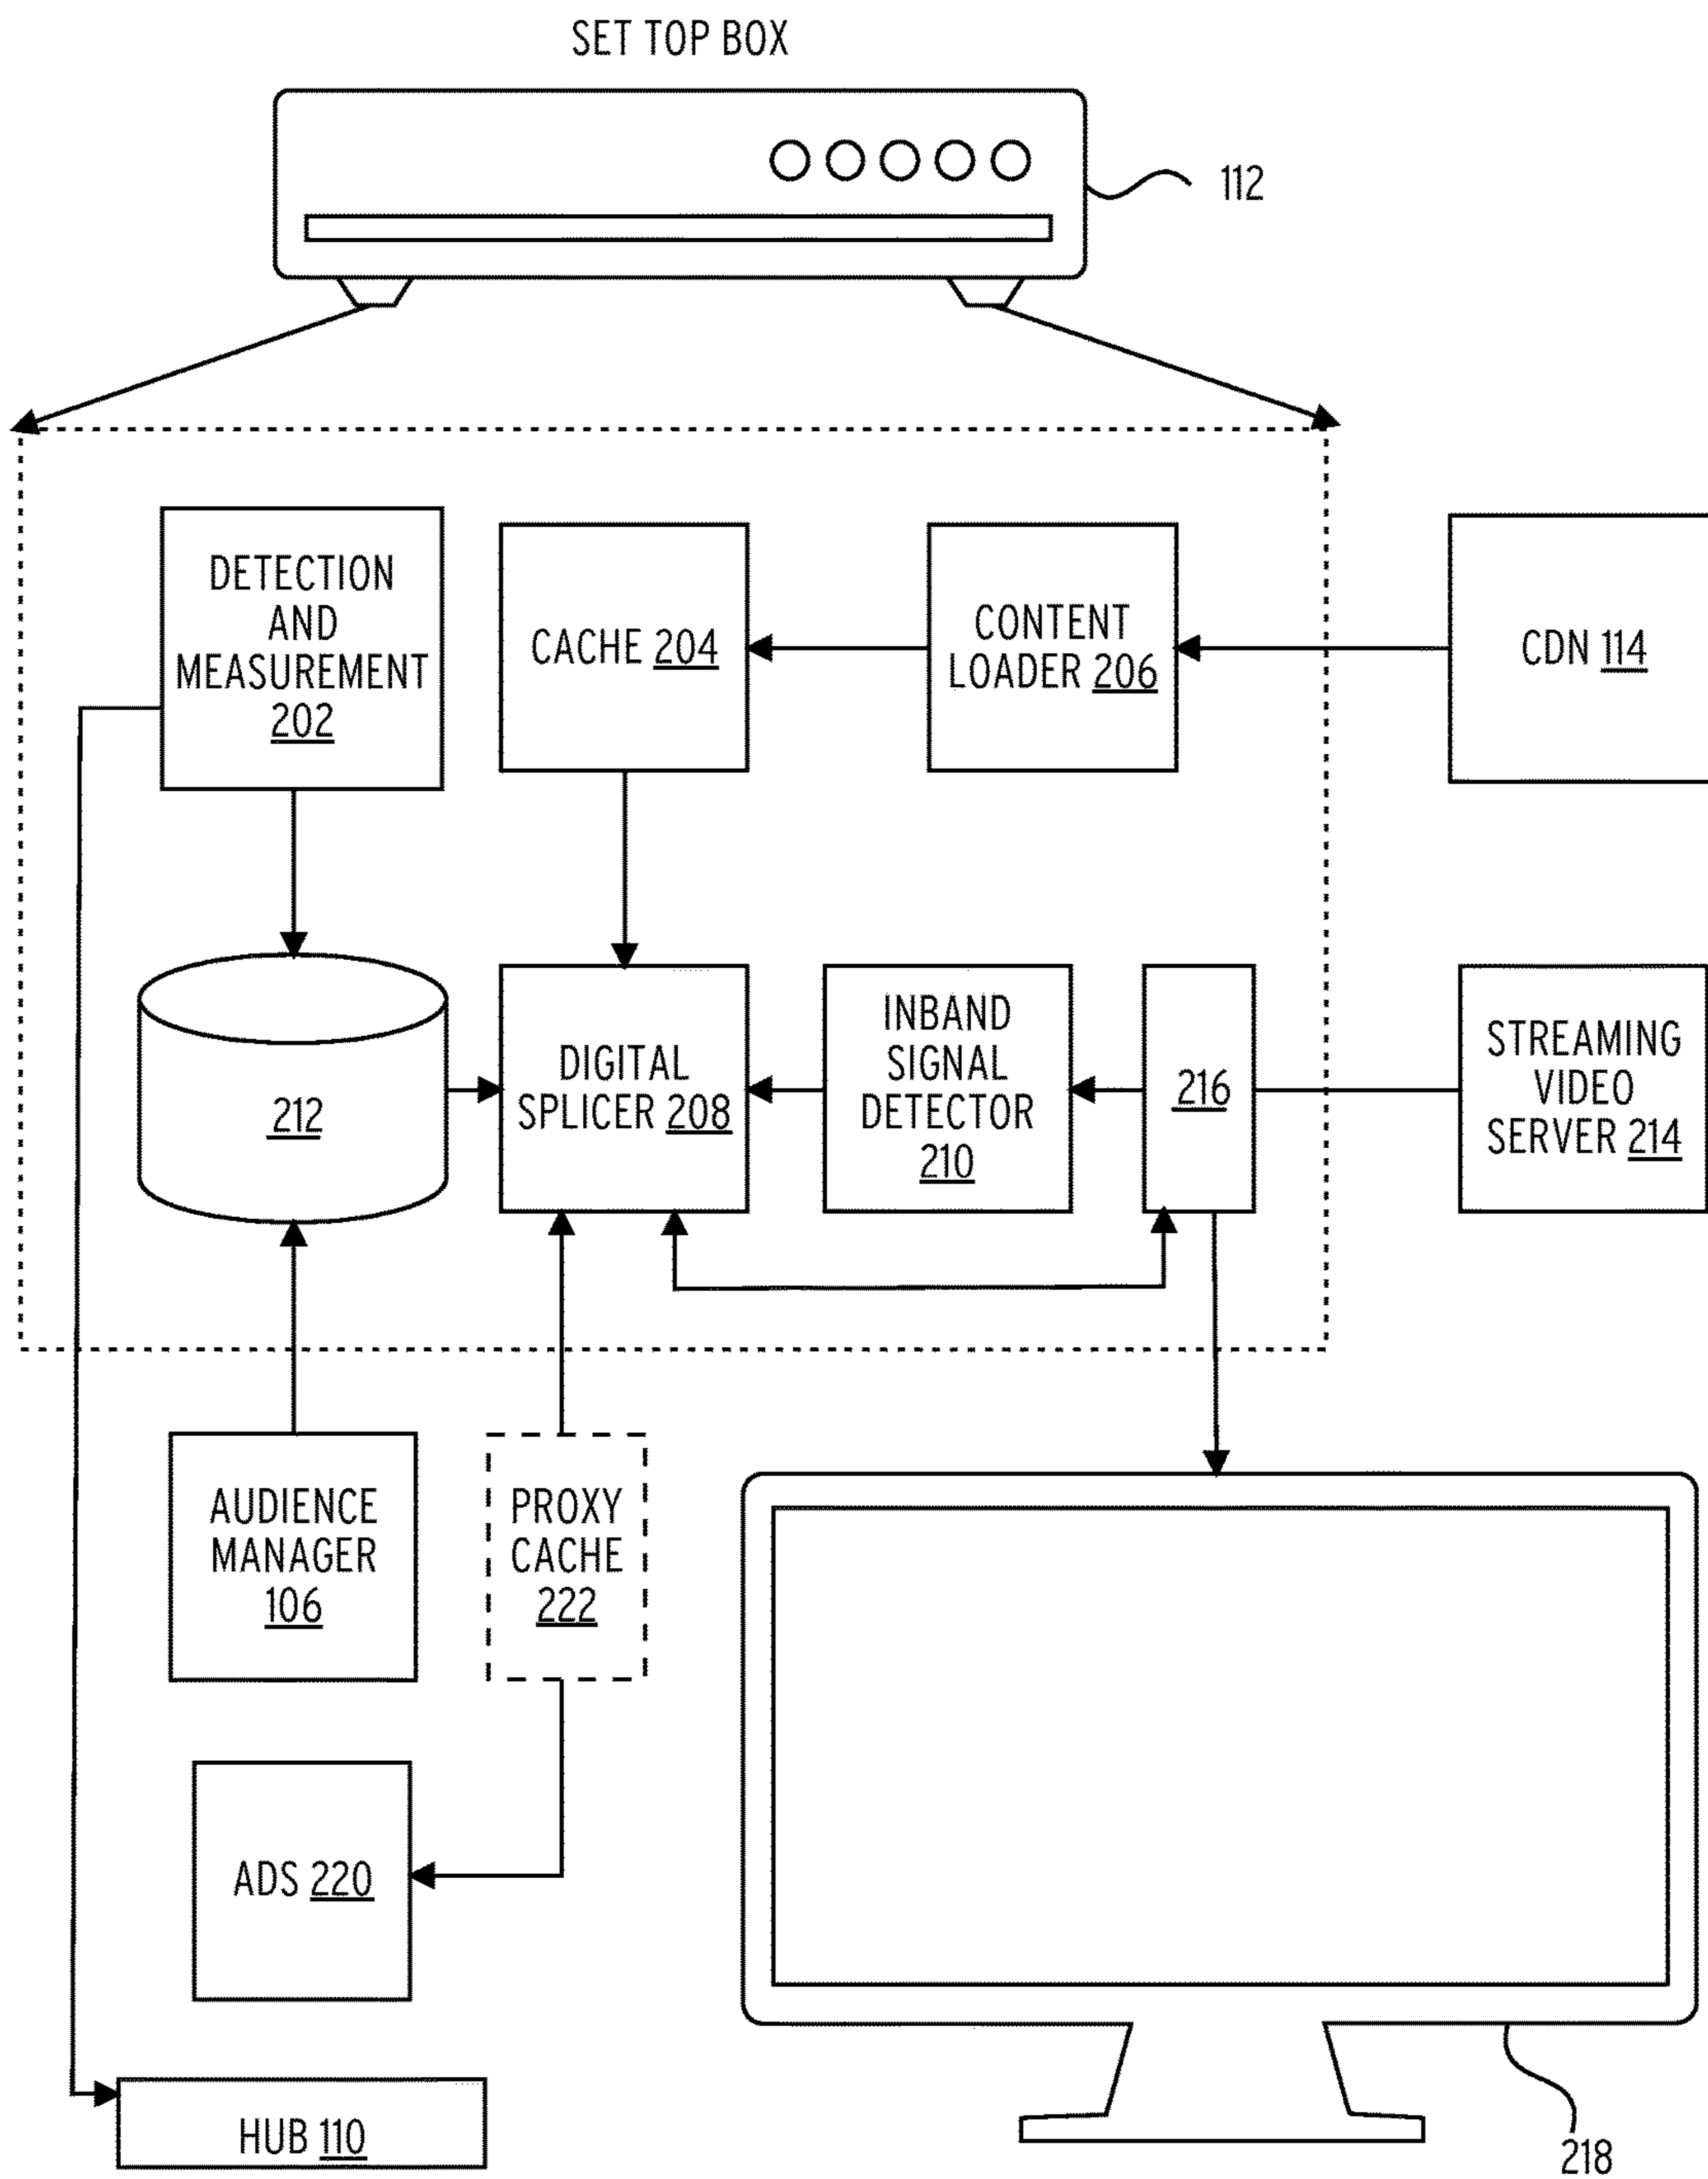 SET TOP BOX
112
DETECTION
AND
MEASUREMENT
202
CACHE 204
CONTENT
LOADER 206
CDN 114
212
DIGITAL
SPLICER 208
INBAND
SIGNAL
DETECTOR
210
216
STREAMING
VIDEO
SERVER 214
AUDIENCE
MANAGER
106
PROXY
CACHE
222
ADS 220
HUB 110
218